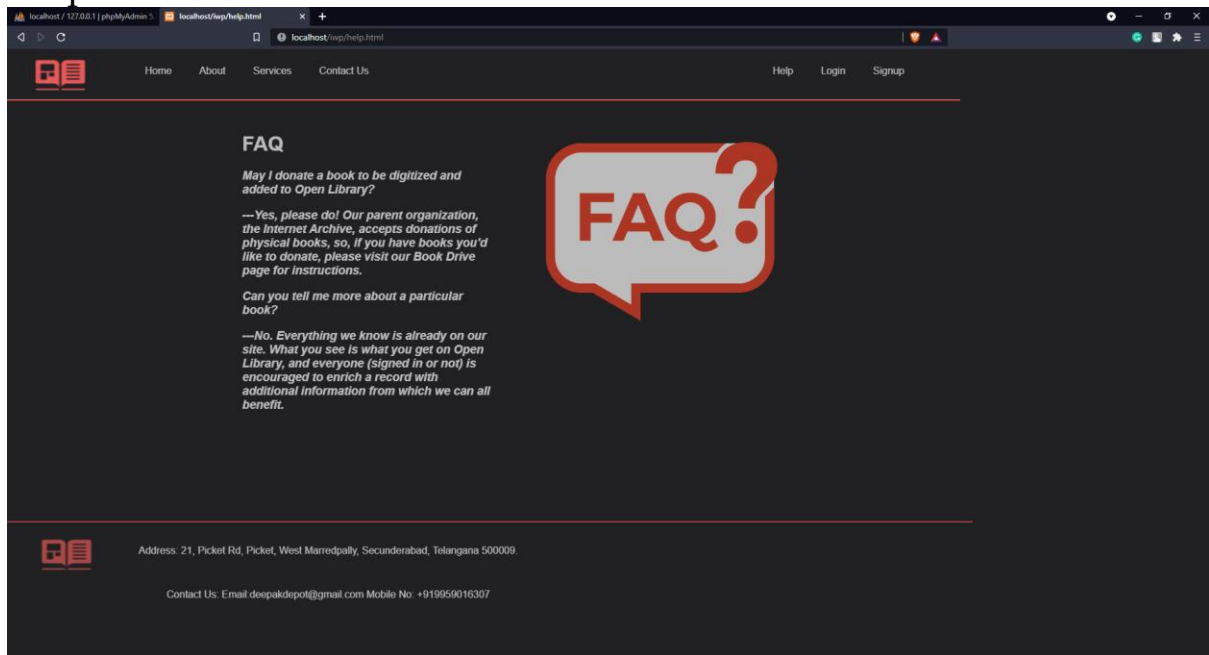 localhost / 127.0.0.1 | phpMyAdmin 5.
localhost/iwp/help.html
localhost/iwp/help.html
Home About Services Contact Us Help Login Signup
FAQ
May I donate a book to be digitized and
added to Open Library?
---Yes, please do! Our parent organization,
the Internet Archive, accepts donations of
physical books, so, if you have books you'd
like to donate, please visit our Book Drive
page for instructions.
Can you tell me more about a particular
book?
---No. Everything we know is already on our
site. What you see is what you get on Open
Library, and everyone (signed in or not) is
encouraged to enrich a record with
additional information from which we can all
benefit.
FAQ?
Address: 21, Picket Rd, Picket, West Marredpally, Secunderabad, Telangana 500009.
Contact Us: Email:deepakdepot@gmail.com Mobile No: +919959016307